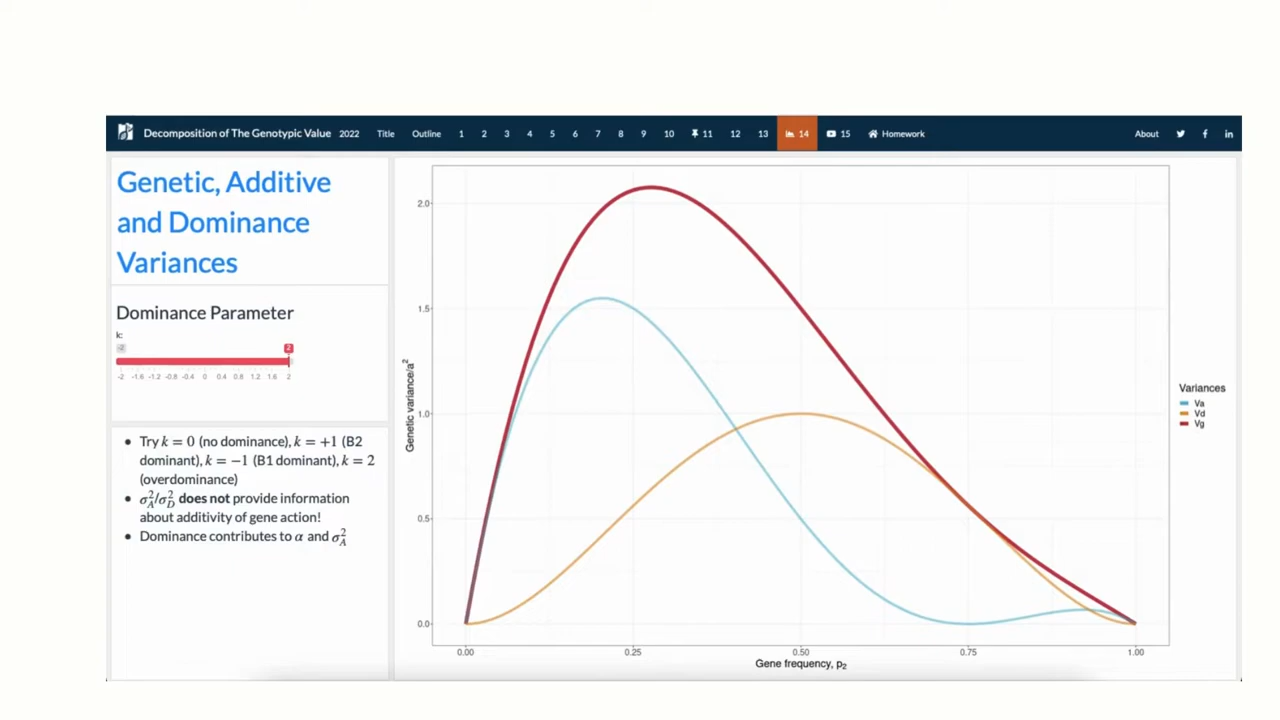 Decomposition of The Genotypic Value 2022 Title Outline 1 2 3 4 5 6 7 8 9 10 11 12 13 14 15 Homework About
Genetic, Additive
and Dominance
Variances
Dominance Parameter
k:
-2 2
-2 -1.6 -1.2 -0.8 -0.4 0 0.4 0.8 1.2 1.6 2
• Try k = 0 (no dominance), k = +1 (B2
dominant), k = −1 (B1 dominant), k = 2
(overdominance)
• σ²_A/σ²_D does not provide information
about additivity of gene action!
• Dominance contributes to α and σ²_A
Genetic variance/a²
2.0
1.5
1.0
0.5
0.0
0.00 0.25 0.50 0.75 1.00
Gene frequency, p₂
Variances
Va
Vd
Vg